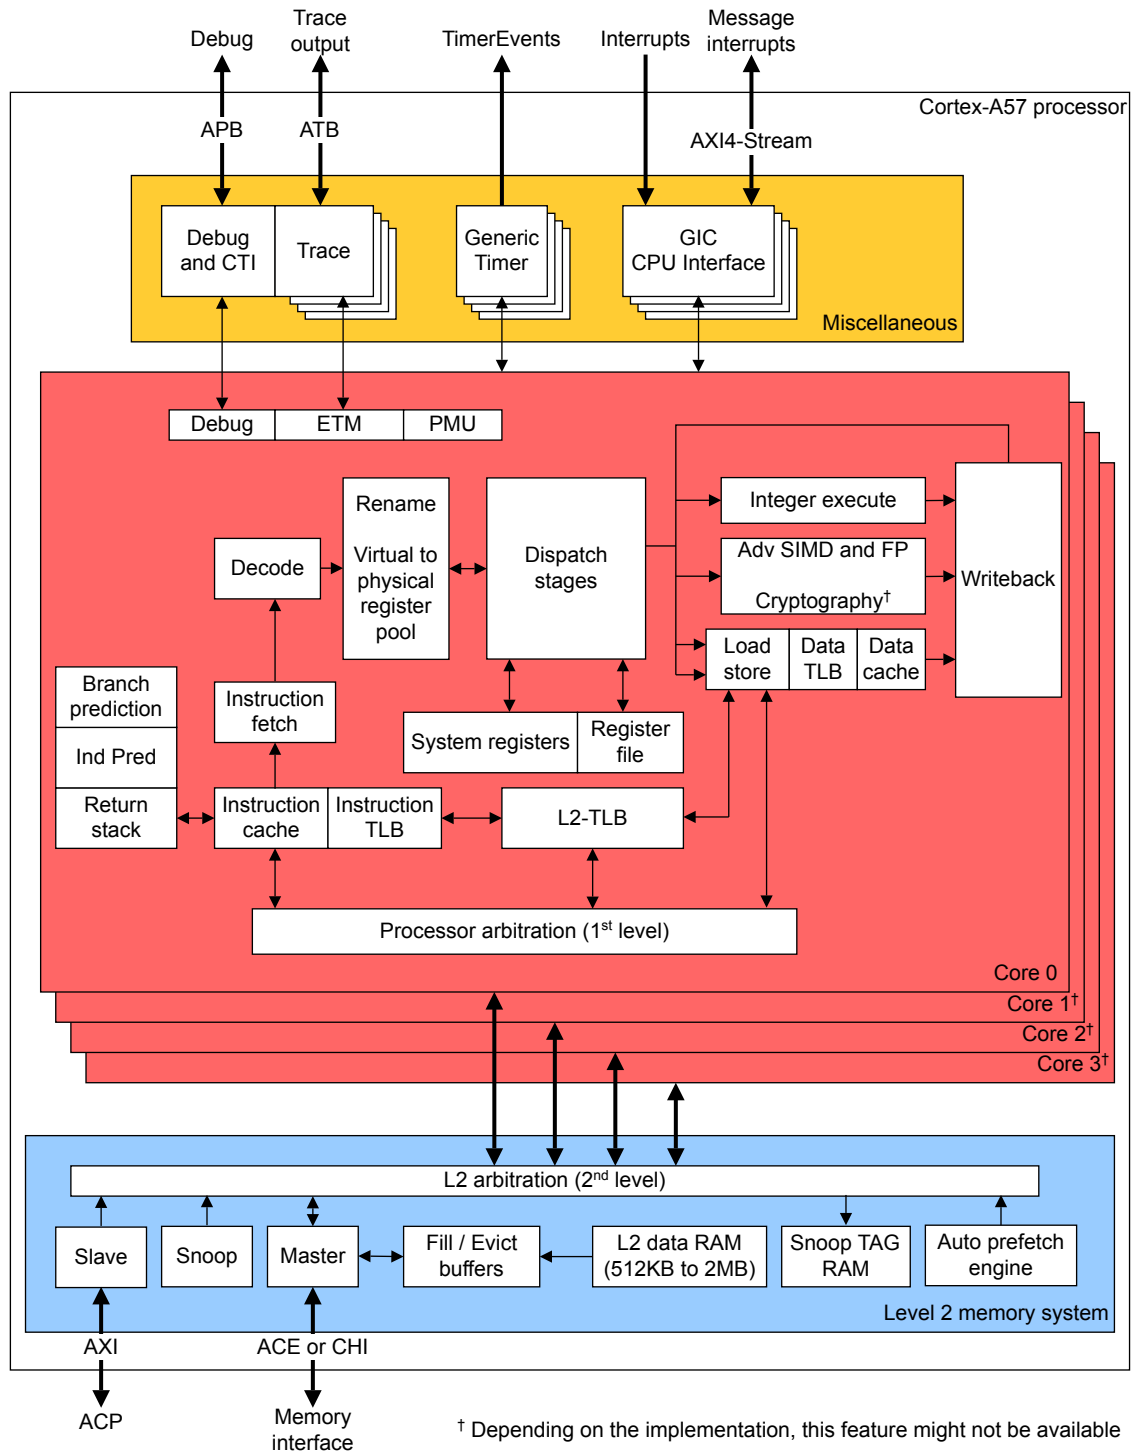 Debug
Trace
output
TimerEvents
Interrupts
Message
interrupts
Cortex-A57 processor
APB
ATB
AXI4-Stream
Debug
and CTI
Trace
Generic
Timer
GIC
CPU Interface
Miscellaneous
Debug
ETM
PMU
Rename
Virtual to
physical
register
pool
Dispatch
stages
Integer execute
Adv SIMD and FP
Cryptography†
Writeback
Decode
Load
store
Data
TLB
Data
cache
Branch
prediction
Ind Pred
Return
stack
Instruction
fetch
System registers
Register
file
Instruction
cache
Instruction
TLB
L2-TLB
Processor arbitration (1st level)
Core 0
Core 1†
Core 2†
Core 3†
L2 arbitration (2nd level)
Slave
Snoop
Master
Fill / Evict
buffers
L2 data RAM
(512KB to 2MB)
Snoop TAG
RAM
Auto prefetch
engine
Level 2 memory system
AXI
ACE or CHI
ACP
Memory
interface
† Depending on the implementation, this feature might not be available